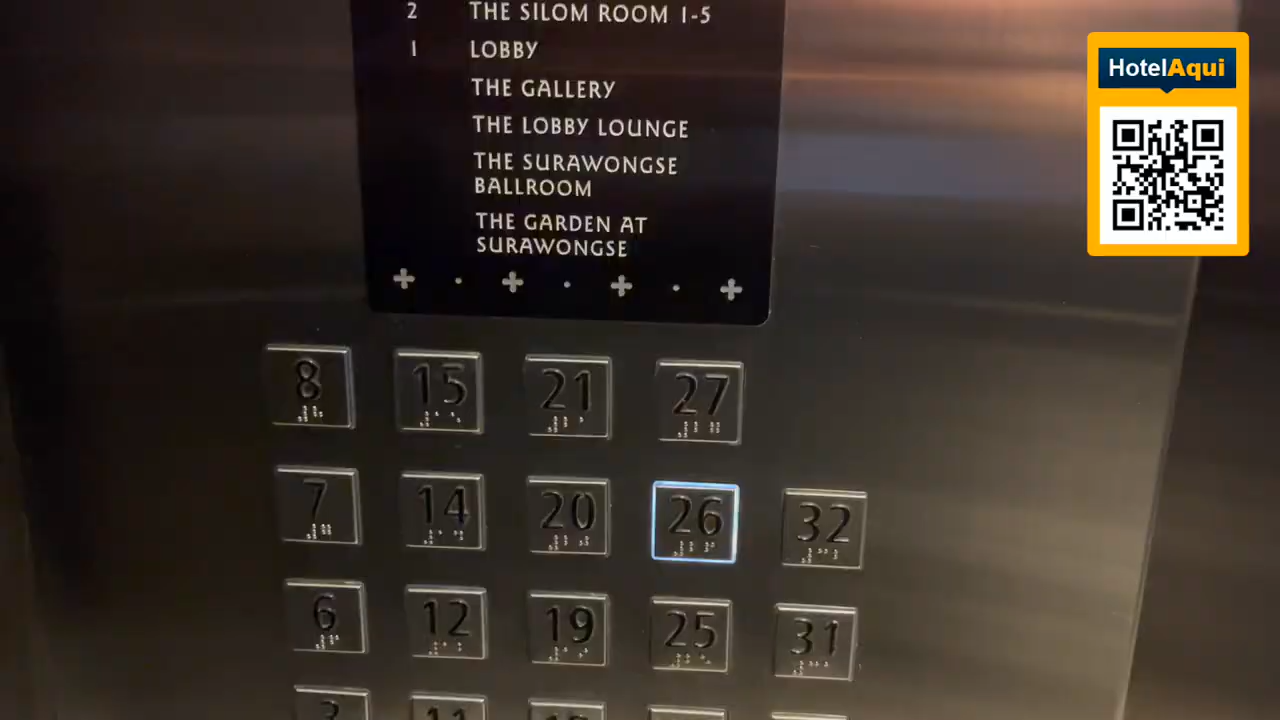 2 THE SILOM ROOM 1-5
1 LOBBY
THE GALLERY
THE LOBBY LOUNGE
THE SURAWONGSE
BALLROOM
THE GARDEN AT
SURAWONGSE
HotelAqui
8 15 21 27
7 14 20 26 32
6 12 19 25 31
11